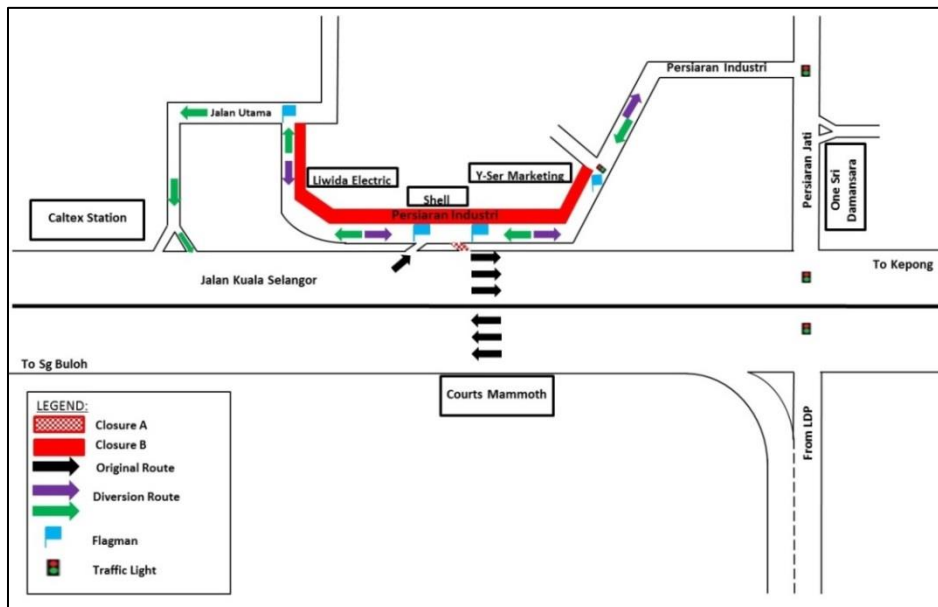 Persiaran Industri
Jalan Utama
Persiaran Jati
Liwida Electric
Y-Ser Marketing
One Sri
Damansara
Shell
Caltex Station
Persiaran Industri
To Kepong
Jalan Kuala Selangor
To Sg Buloh
Courts Mammoth
From LDP
LEGEND:
Closure A
Closure B
Original Route
Diversion Route
Flagman
Traffic Light